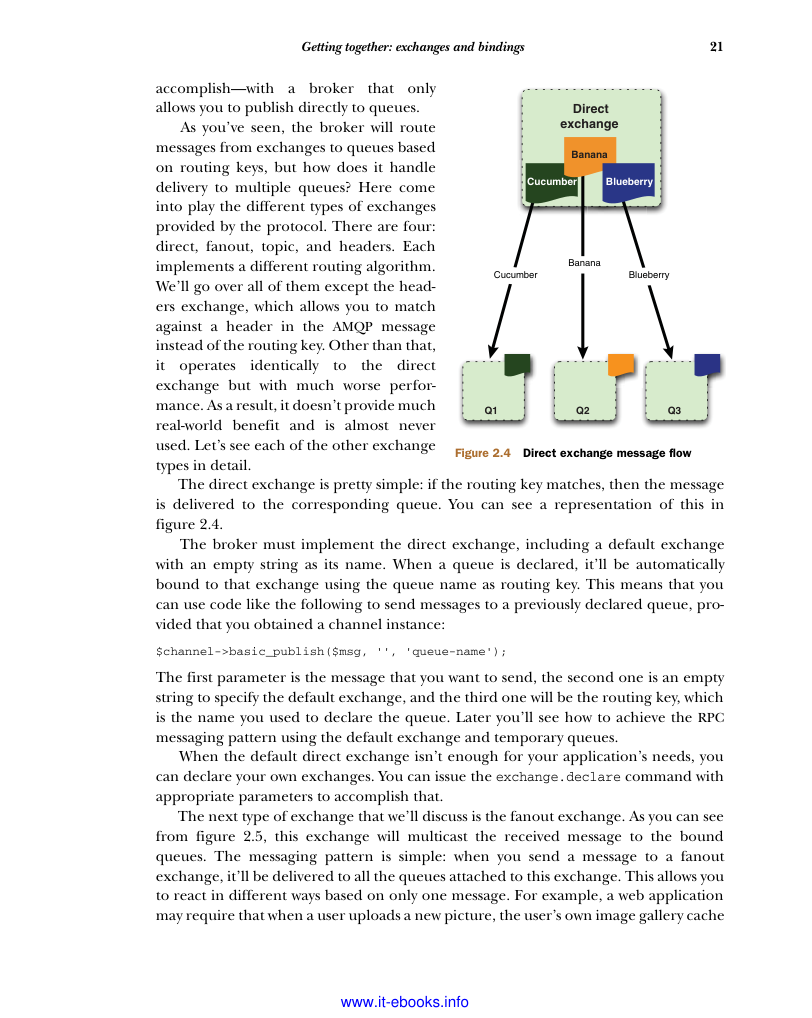 Getting together: exchanges and bindings 21
accomplish—with a broker that only
allows you to publish directly to queues.
As you've seen, the broker will route
messages from exchanges to queues based
on routing keys, but how does it handle
delivery to multiple queues? Here come
into play the different types of exchanges
provided by the protocol. There are four:
direct, fanout, topic, and headers. Each
implements a different routing algorithm.
We'll go over all of them except the head-
ers exchange, which allows you to match
against a header in the AMQP message
instead of the routing key. Other than that,
it operates identically to the direct
exchange but with much worse perfor-
mance. As a result, it doesn't provide much
real-world benefit and is almost never
used. Let's see each of the other exchange
types in detail.
Direct
exchange
Banana
Cucumber
Blueberry
Cucumber
Banana
Blueberry
Q1
Q2
Q3
Figure 2.4 Direct exchange message flow
The direct exchange is pretty simple: if the routing key matches, then the message
is delivered to the corresponding queue. You can see a representation of this in
figure 2.4.
The broker must implement the direct exchange, including a default exchange
with an empty string as its name. When a queue is declared, it'll be automatically
bound to that exchange using the queue name as routing key. This means that you
can use code like the following to send messages to a previously declared queue, pro-
vided that you obtained a channel instance:
$channel->basic_publish($msg, '', 'queue-name');
The first parameter is the message that you want to send, the second one is an empty
string to specify the default exchange, and the third one will be the routing key, which
is the name you used to declare the queue. Later you'll see how to achieve the RPC
messaging pattern using the default exchange and temporary queues.
When the default direct exchange isn't enough for your application's needs, you
can declare your own exchanges. You can issue the exchange.declare command with
appropriate parameters to accomplish that.
The next type of exchange that we'll discuss is the fanout exchange. As you can see
from figure 2.5, this exchange will multicast the received message to the bound
queues. The messaging pattern is simple: when you send a message to a fanout
exchange, it'll be delivered to all the queues attached to this exchange. This allows you
to react in different ways based on only one message. For example, a web application
may require that when a user uploads a new picture, the user's own image gallery cache
www.it-ebooks.info